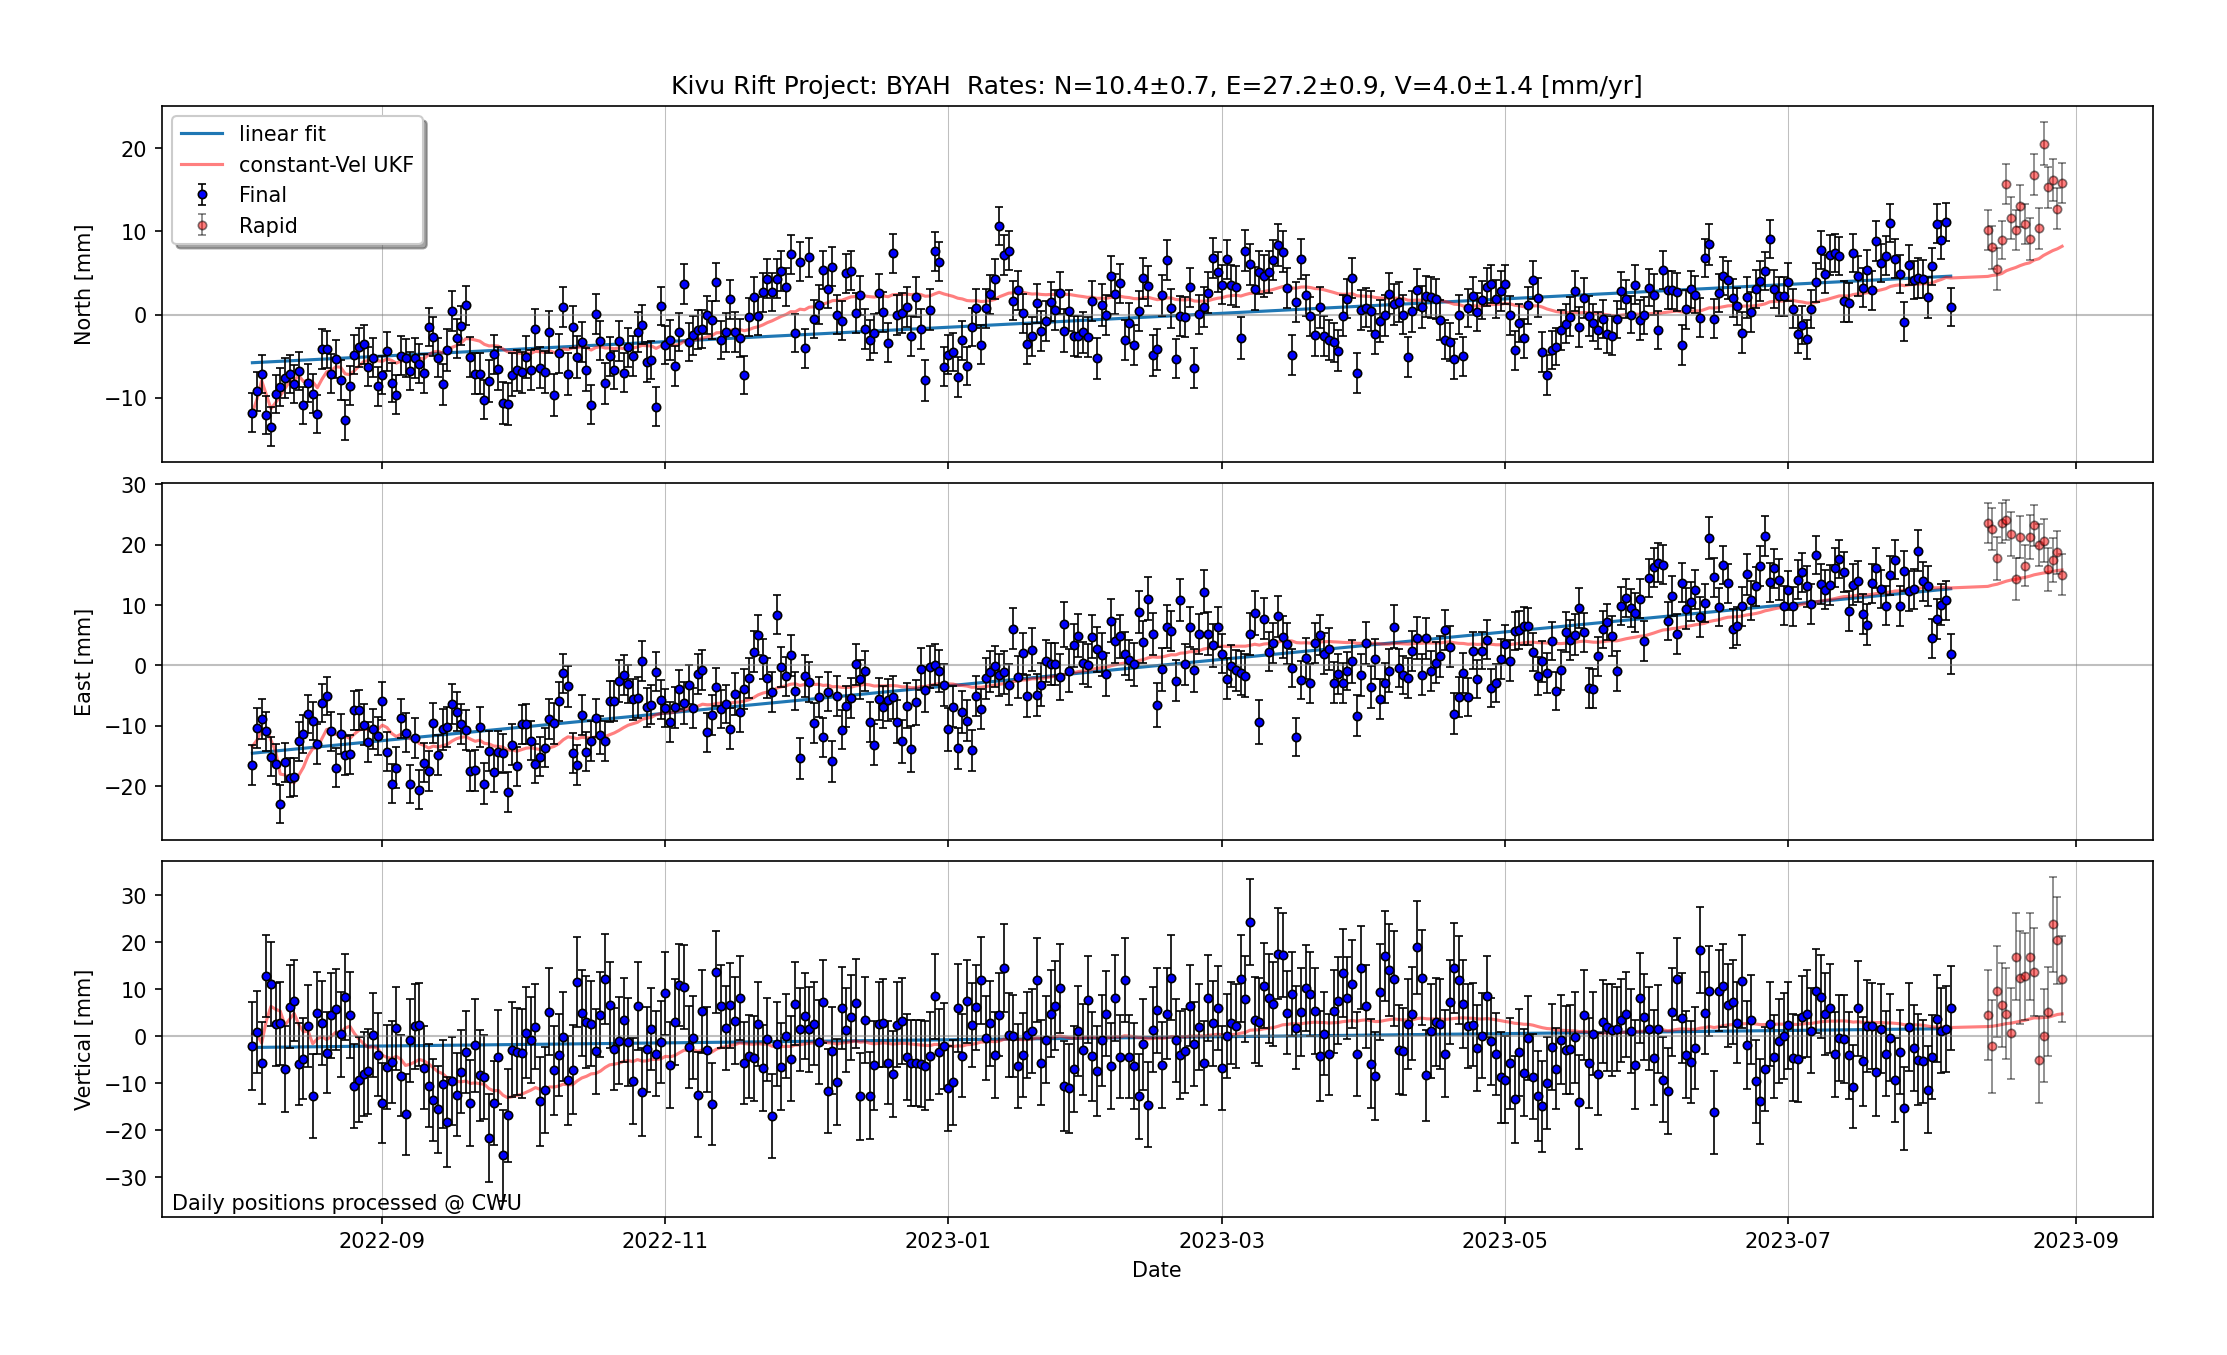 Kivu Rift Project: BYAH  Rates: N=10.4±0.7, E=27.2±0.9, V=4.0±1.4 [mm/yr]
linear fit
constant-Vel UKF
Final
Rapid
North [mm]
20
10
0
−10
East [mm]
30
20
10
0
−10
−20
Vertical [mm]
30
20
10
0
−10
−20
−30
Daily positions processed @ CWU
2022-09 2022-11 2023-01 2023-03 2023-05 2023-07 2023-09
Date